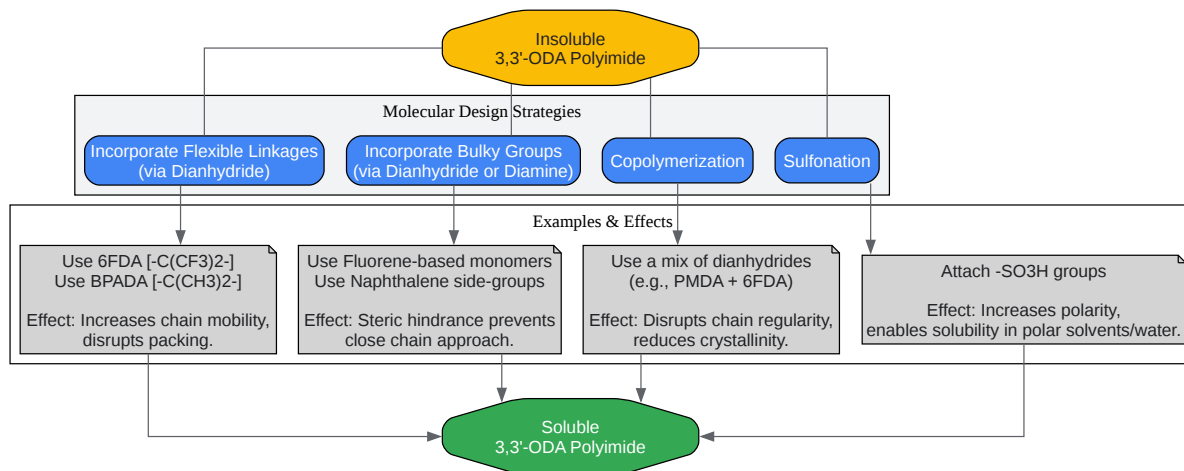 Insoluble
3,3'-ODA Polyimide
Molecular Design Strategies
Incorporate Flexible Linkages
(via Dianhydride)
Incorporate Bulky Groups
(via Dianhydride or Diamine)
Copolymerization
Sulfonation
Examples & Effects
Use 6FDA [-C(CF3)2-]
Use BPADA [-C(CH3)2-]
Effect: Increases chain mobility,
disrupts packing.
Use Fluorene-based monomers
Use Naphthalene side-groups
Effect: Steric hindrance prevents
close chain approach.
Use a mix of dianhydrides
(e.g., PMDA + 6FDA)
Effect: Disrupts chain regularity,
reduces crystallinity.
Attach -SO3H groups
Effect: Increases polarity,
enables solubility in polar solvents/water.
Soluble
3,3'-ODA Polyimide